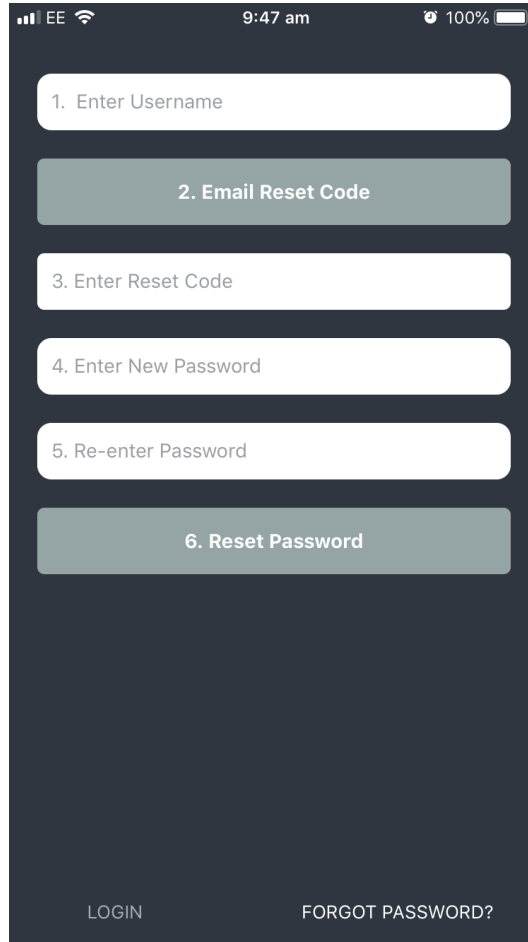 EE 9:47 am 100%
1. Enter Username
2. Email Reset Code
3. Enter Reset Code
4. Enter New Password
5. Re-enter Password
6. Reset Password
LOGIN FORGOT PASSWORD?